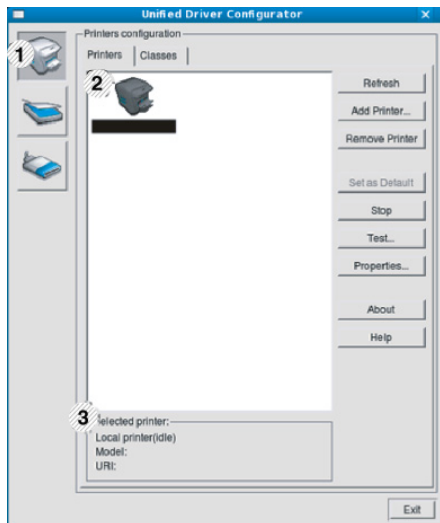 Unified Driver Configurator
Printers configuration
1
Printers
Classes
2
Refresh
Add Printer...
Remove Printer
Set as Default
Stop
Test...
Properties...
About
Help
3
Selected printer:
Local printer(idle)
Model:
URI:
Exit